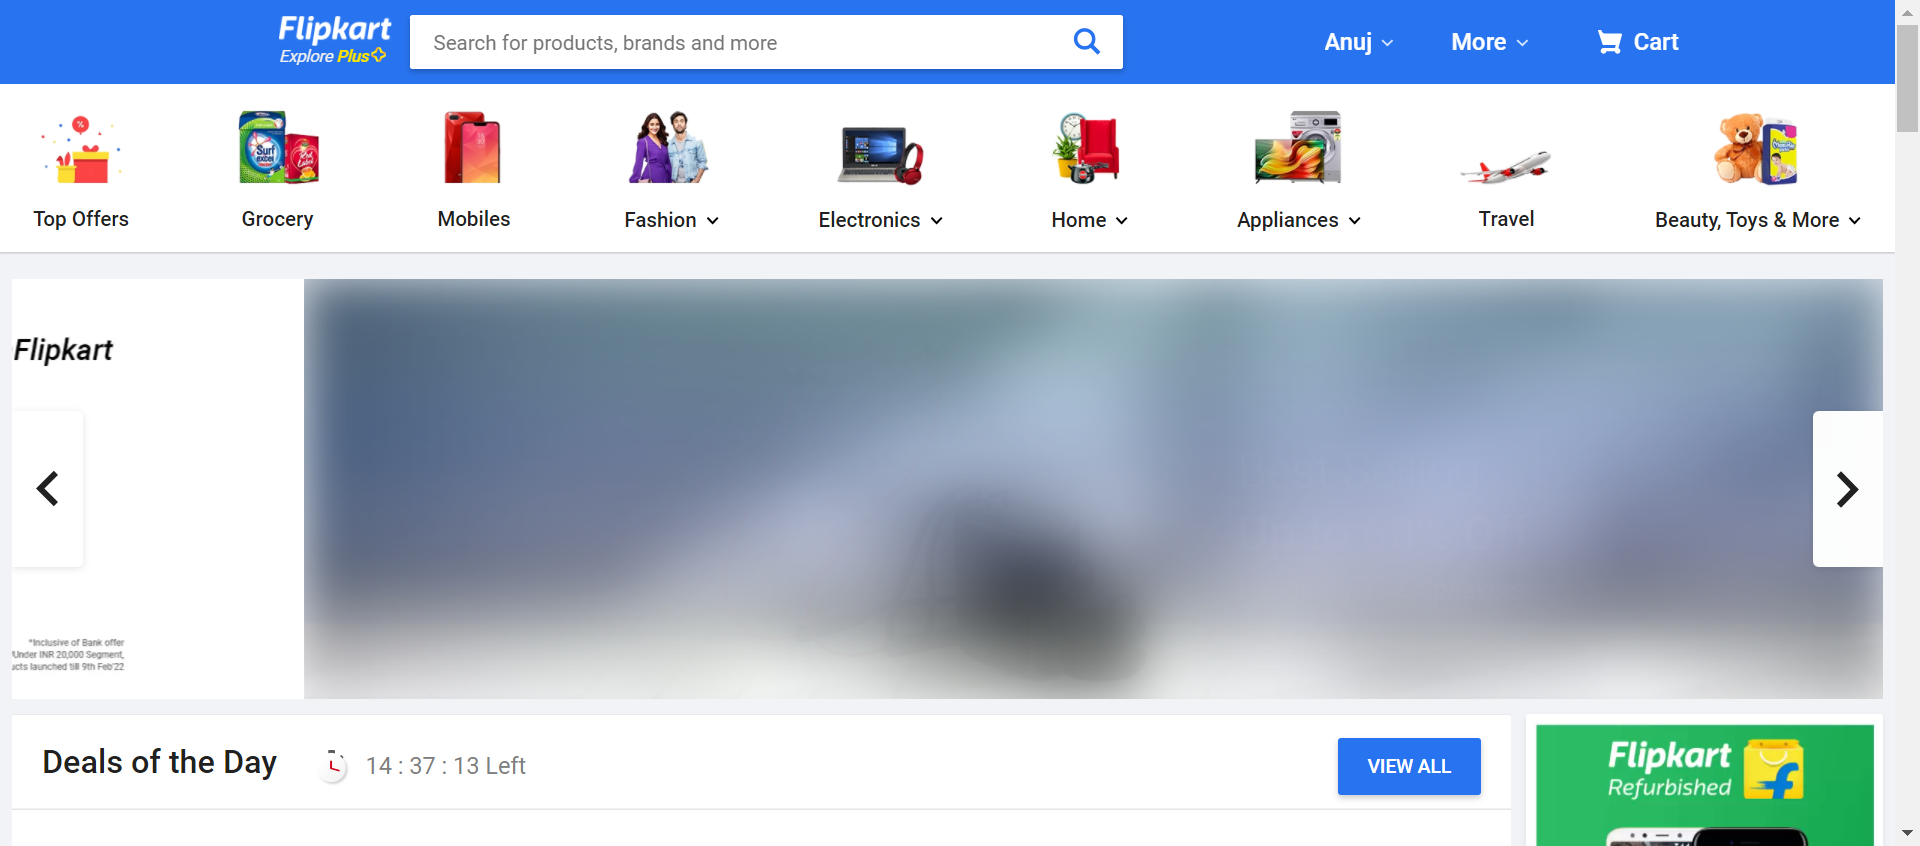 Flipkart
Explore Plus
Search for products, brands and more
Anuj
More
Cart
Top Offers
Grocery
Mobiles
Fashion
Electronics
Home
Appliances
Travel
Beauty, Toys & More
Flipkart
*Inclusive of Bank offer
Under INR 20,000 Segment,
launched till 9th Feb'22
Deals of the Day
14 : 37 : 13 Left
VIEW ALL
Flipkart
Refurbished